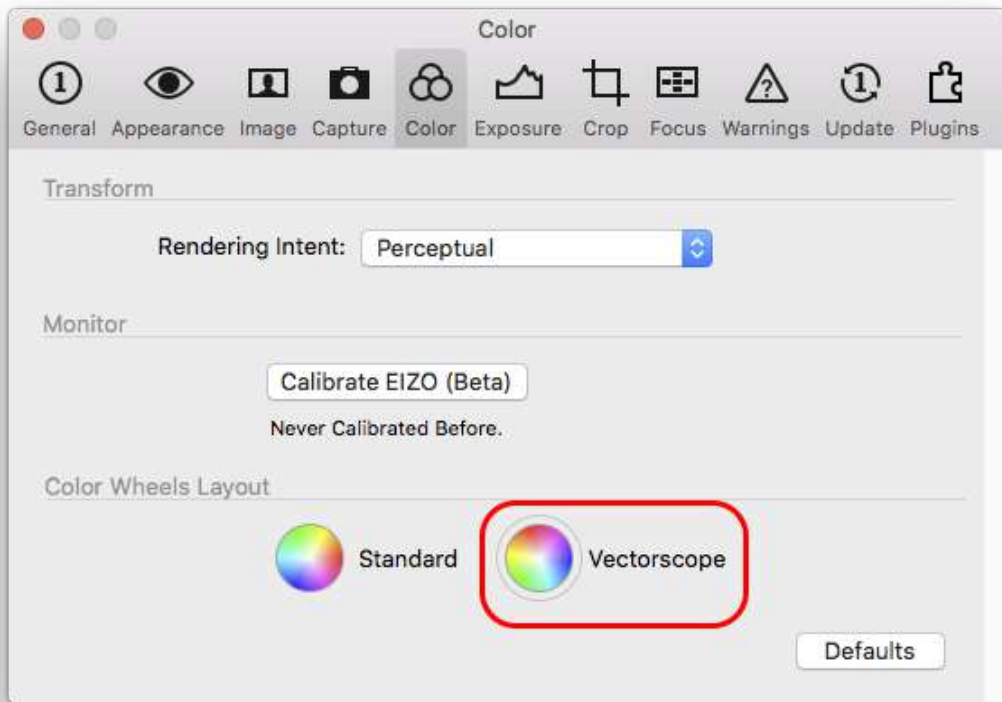 Color
General Appearance Image Capture Color Exposure Crop Focus Warnings Update Plugins
Transform
Rendering Intent: Perceptual
Monitor
Calibrate EIZO (Beta)
Never Calibrated Before.
Color Wheels Layout
Standard Vectorscope
Defaults